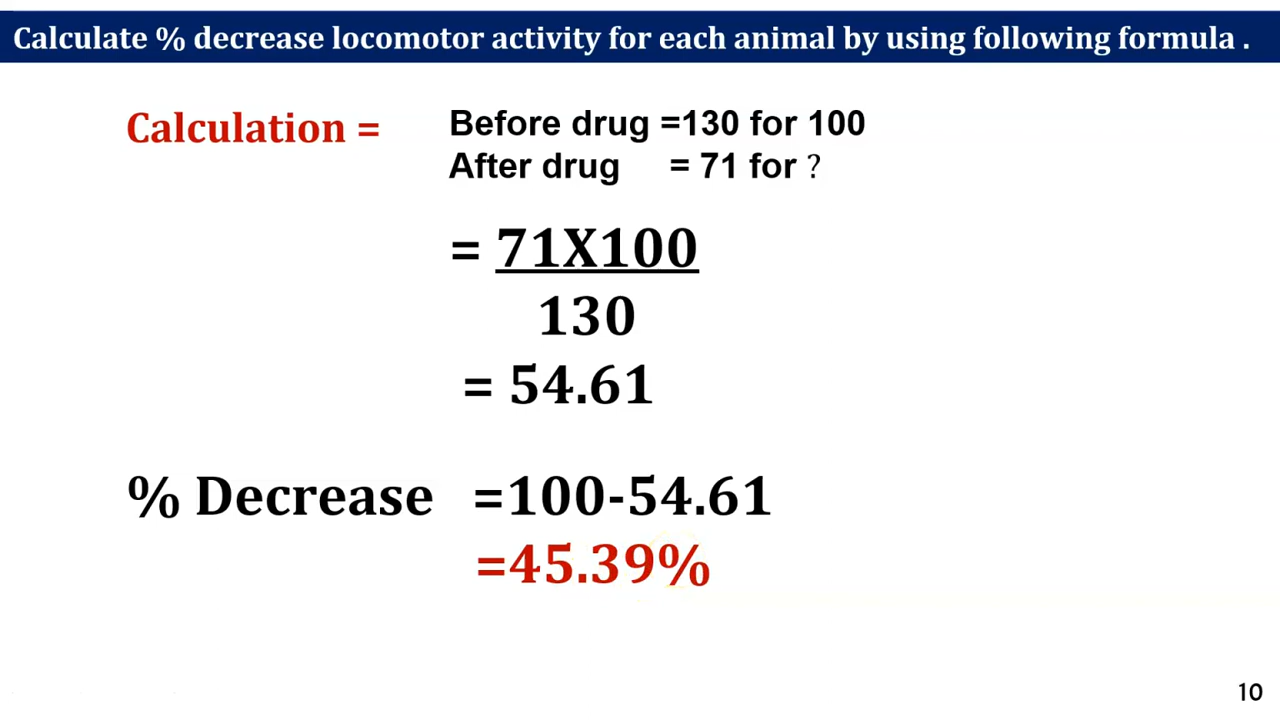 Calculate % decrease locomotor activity for each animal by using following formula .
Calculation =
Before drug =130 for 100
After drug = 71 for ?
= 71X100
130
= 54.61
% Decrease =100-54.61
=45.39%
10